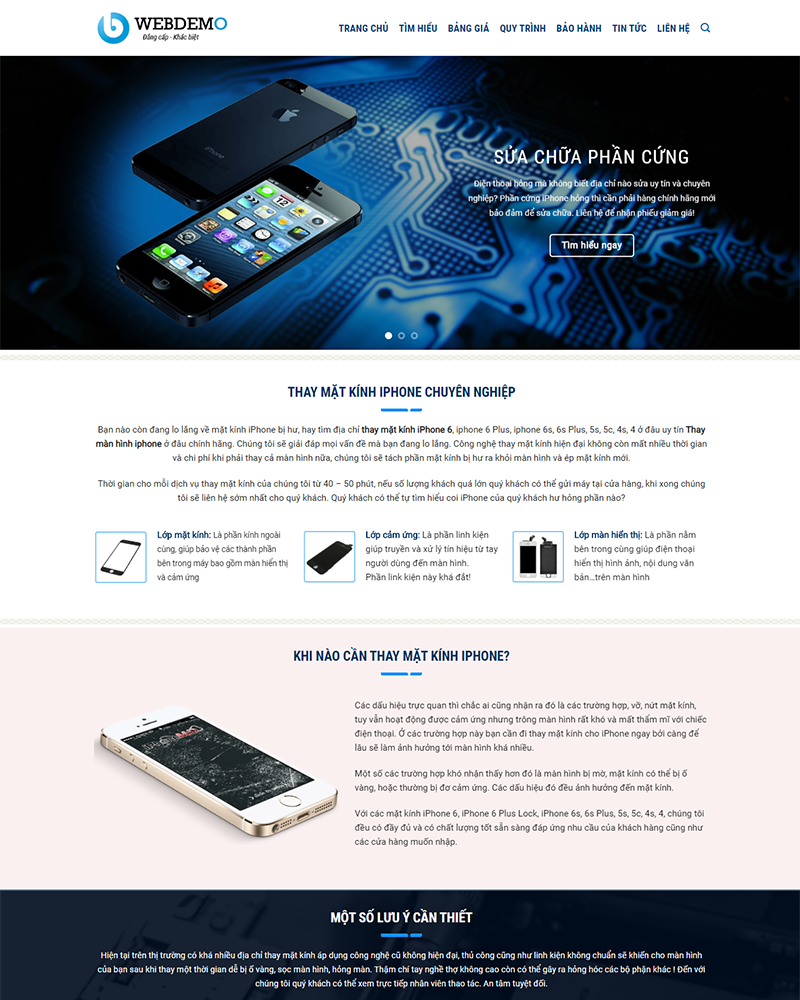 WEBDEMO
Đẳng cấp - Khác biệt
TRANG CHỦ TÌM HIỂU BẢNG GIÁ QUY TRÌNH BẢO HÀNH TIN TỨC LIÊN HỆ
iPhone
SỬA CHỮA PHẦN CỨNG
Điện thoại hỏng mà không biết địa chỉ nào sửa uy tín và chuyên
nghiệp? Phần cứng iPhone hỏng thì cần phải hàng chính hãng mới
bảo đảm để sửa chữa. Liên hệ để nhận phiếu giảm giá!
Tìm hiểu ngay
THAY MẶT KÍNH IPHONE CHUYÊN NGHIỆP
Bạn nào còn đang lo lắng về mặt kính iPhone bị hư, hay tìm địa chỉ thay mặt kính iPhone 6, iphone 6 Plus, iphone 6s, 6s Plus, 5s, 5c, 4s, 4 ở đâu uy tín Thay
màn hình iphone ở đâu chính hãng. Chúng tôi sẽ giải đáp mọi vấn đề mà bạn đang lo lắng. Công nghệ thay mặt kính hiện đại không còn mất nhiều thời gian
và chi phí khi phải thay cả màn hình nữa, chúng tôi sẽ tách phần mặt kính bị hư ra khỏi màn hình và ép mặt kính mới.
Thời gian cho mỗi dịch vụ thay mặt kính của chúng tôi từ 40 – 50 phút, nếu số lượng khách quá lớn quý khách có thể gửi máy tại cửa hàng, khi xong chúng
tôi sẽ liên hệ sớm nhất cho quý khách. Quý khách có thể tự tìm hiểu coi iPhone của quý khách hư hỏng phần nào?
Lớp mặt kính: Là phần kính ngoài
cùng, giúp bảo vệ các thành phần
bên trong máy bao gồm màn hiển thị
và cảm ứng
Lớp cảm ứng: Là phần linh kiện
giúp truyền và xử lý tín hiệu từ tay
người dùng đến màn hình.
Phần link kiện này khá đắt!
Lớp màn hiển thị: Là phần nằm
bên trong cùng giúp điện thoại
hiển thị hình ảnh, nội dung văn
bản...trên màn hình
KHI NÀO CẦN THAY MẶT KÍNH IPHONE?
Các dấu hiệu trực quan thì chắc ai cũng nhận ra đó là các trường hợp, vỡ, nứt mặt kính,
tuy vẫn hoạt động được cảm ứng nhưng trông màn hình rất khó và mất thẩm mĩ với chiếc
điện thoại. Ở các trường hợp này bạn cần đi thay mặt kính cho iPhone ngay bởi càng để
lâu sẽ làm ảnh hưởng tới màn hình khá nhiều.
Một số các trường hợp khó nhận thấy hơn đó là màn hình bị mờ, mặt kính có thể bị ố
vàng, hoặc thường bị đơ cảm ứng. Các dấu hiệu đó đều ảnh hưởng đến mặt kính.
Với các mặt kính iPhone 6, iPhone 6 Plus Lock, iPhone 6s, 6s Plus, 5s, 5c, 4s, 4, chúng tôi
đều có đầy đủ và có chất lượng tốt sẵn sàng đáp ứng nhu cầu của khách hàng cũng như
các cửa hàng muốn nhập.
MỘT SỐ LƯU Ý CẦN THIẾT
Hiện tại trên thị trường có khá nhiều địa chỉ thay mặt kính áp dụng công nghệ cũ không hiện đại, thủ công cũng như linh kiện không chuẩn sẽ khiến cho màn hình
của bạn sau khi thay một thời gian dễ bị ố vàng, sọc màn hình, hỏng màn. Thậm chí tay nghề thợ không cao còn có thể gây ra hỏng hóc các bộ phận khác ! Đến với
chúng tôi quý khách có thể xem trực tiếp nhân viên thao tác. An tâm tuyệt đối.